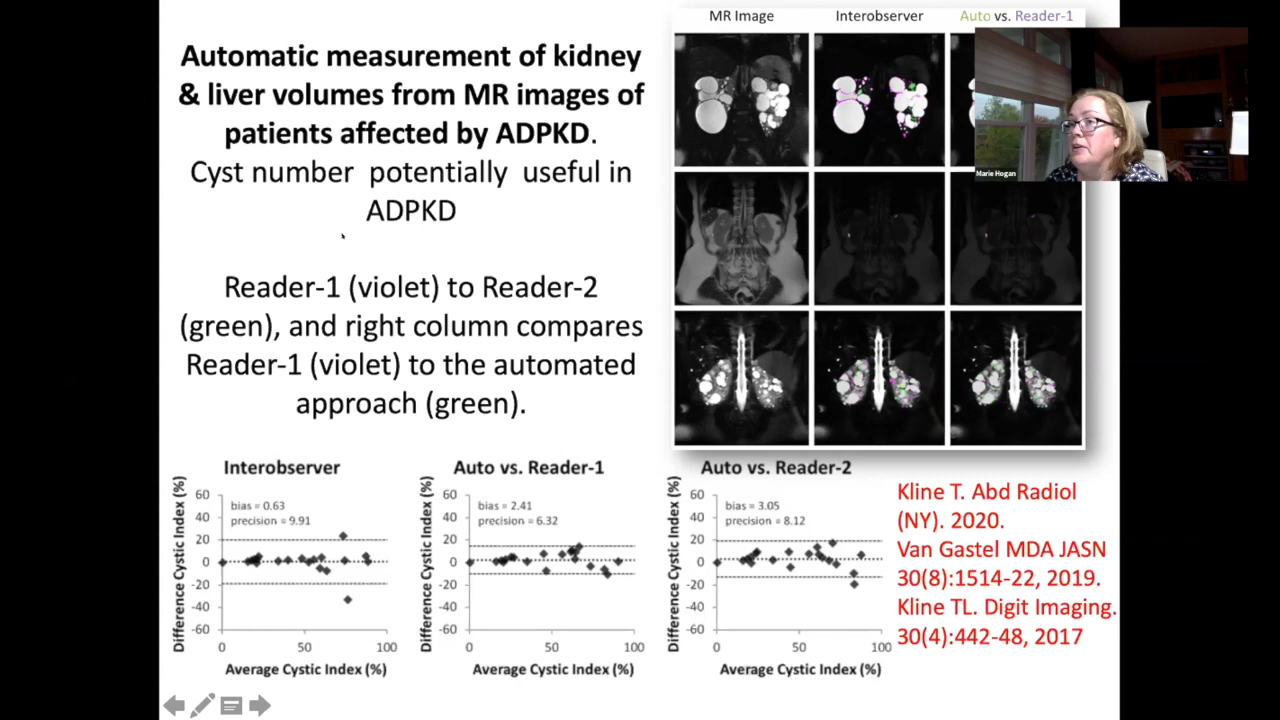 Automatic measurement of kidney
& liver volumes from MR images of
patients affected by ADPKD.
Cyst number potentially useful in
ADPKD
Reader-1 (violet) to Reader-2
(green), and right column compares
Reader-1 (violet) to the automated
approach (green).
MR Image
Interobserver
Auto vs. Reader-1
Marie Hogan
Interobserver
Difference Cystic Index (%)
60
40
20
0
-20
-40
-60
bias = 0.63
precision = 9.91
0
50
100
Average Cystic Index (%)
Auto vs. Reader-1
Difference Cystic Index (%)
60
40
20
0
-20
-40
-60
bias = 2.41
precision = 6.32
0
50
100
Average Cystic Index (%)
Auto vs. Reader-2
Difference Cystic Index (%)
60
40
20
0
-20
-40
-60
bias = 3.05
precision = 8.12
0
50
100
Average Cystic Index (%)
Kline T. Abd Radiol
(NY). 2020.
Van Gastel MDA JASN
30(8):1514-22, 2019.
Kline TL. Digit Imaging.
30(4):442-48, 2017